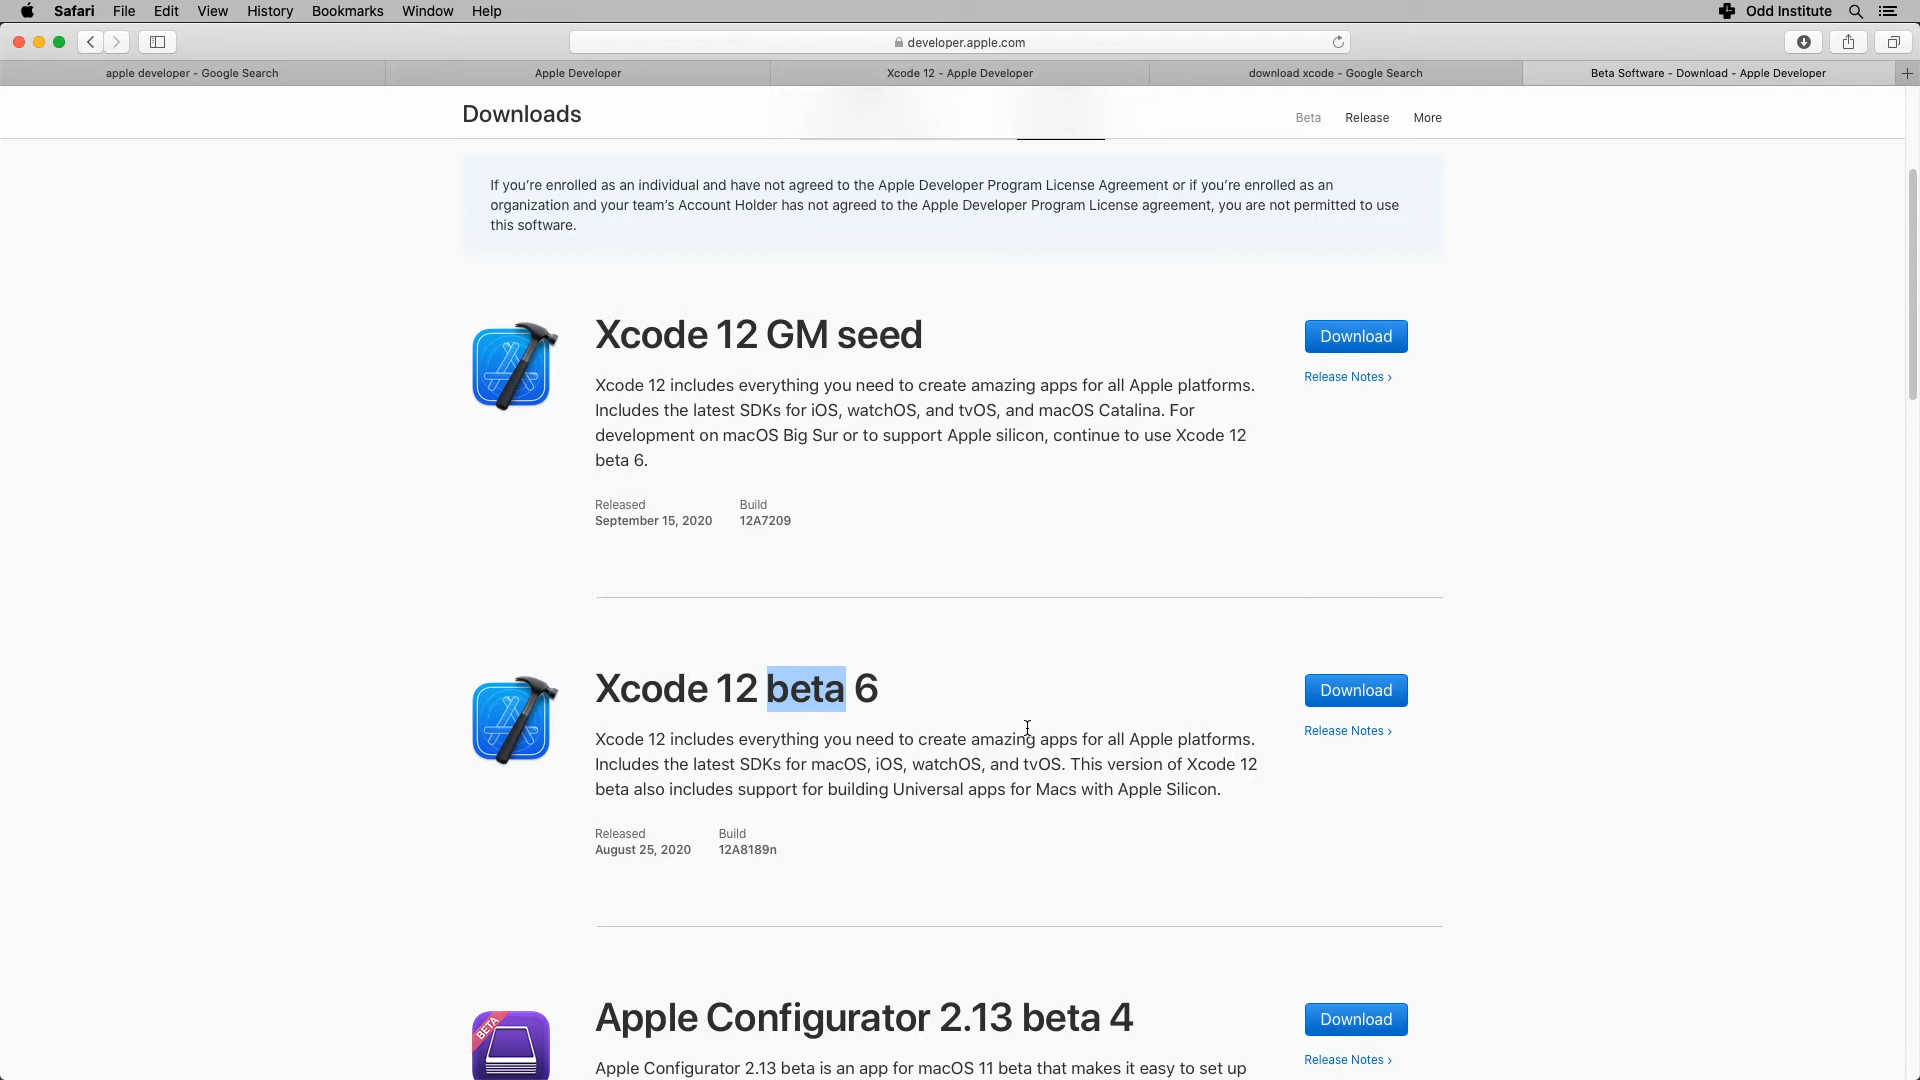 Safari File Edit View History Bookmarks Window Help Odd Institute
developer.apple.com
apple developer - Google Search Apple Developer Xcode 12 - Apple Developer download xcode - Google Search Beta Software - Download - Apple Developer
Downloads Beta Release More
If you’re enrolled as an individual and have not agreed to the Apple Developer Program License Agreement or if you’re enrolled as an
organization and your team’s Account Holder has not agreed to the Apple Developer Program License agreement, you are not permitted to use
this software.
Xcode 12 GM seed
Download
Release Notes ›
Xcode 12 includes everything you need to create amazing apps for all Apple platforms.
Includes the latest SDKs for iOS, watchOS, and tvOS, and macOS Catalina. For
development on macOS Big Sur or to support Apple silicon, continue to use Xcode 12
beta 6.
Released Build
September 15, 2020 12A7209
Xcode 12 beta 6
Download
Release Notes ›
Xcode 12 includes everything you need to create amazing apps for all Apple platforms.
Includes the latest SDKs for macOS, iOS, watchOS, and tvOS. This version of Xcode 12
beta also includes support for building Universal apps for Macs with Apple Silicon.
Released Build
August 25, 2020 12A8189n
BETA
Apple Configurator 2.13 beta 4
Download
Release Notes ›
Apple Configurator 2.13 beta is an app for macOS 11 beta that makes it easy to set up